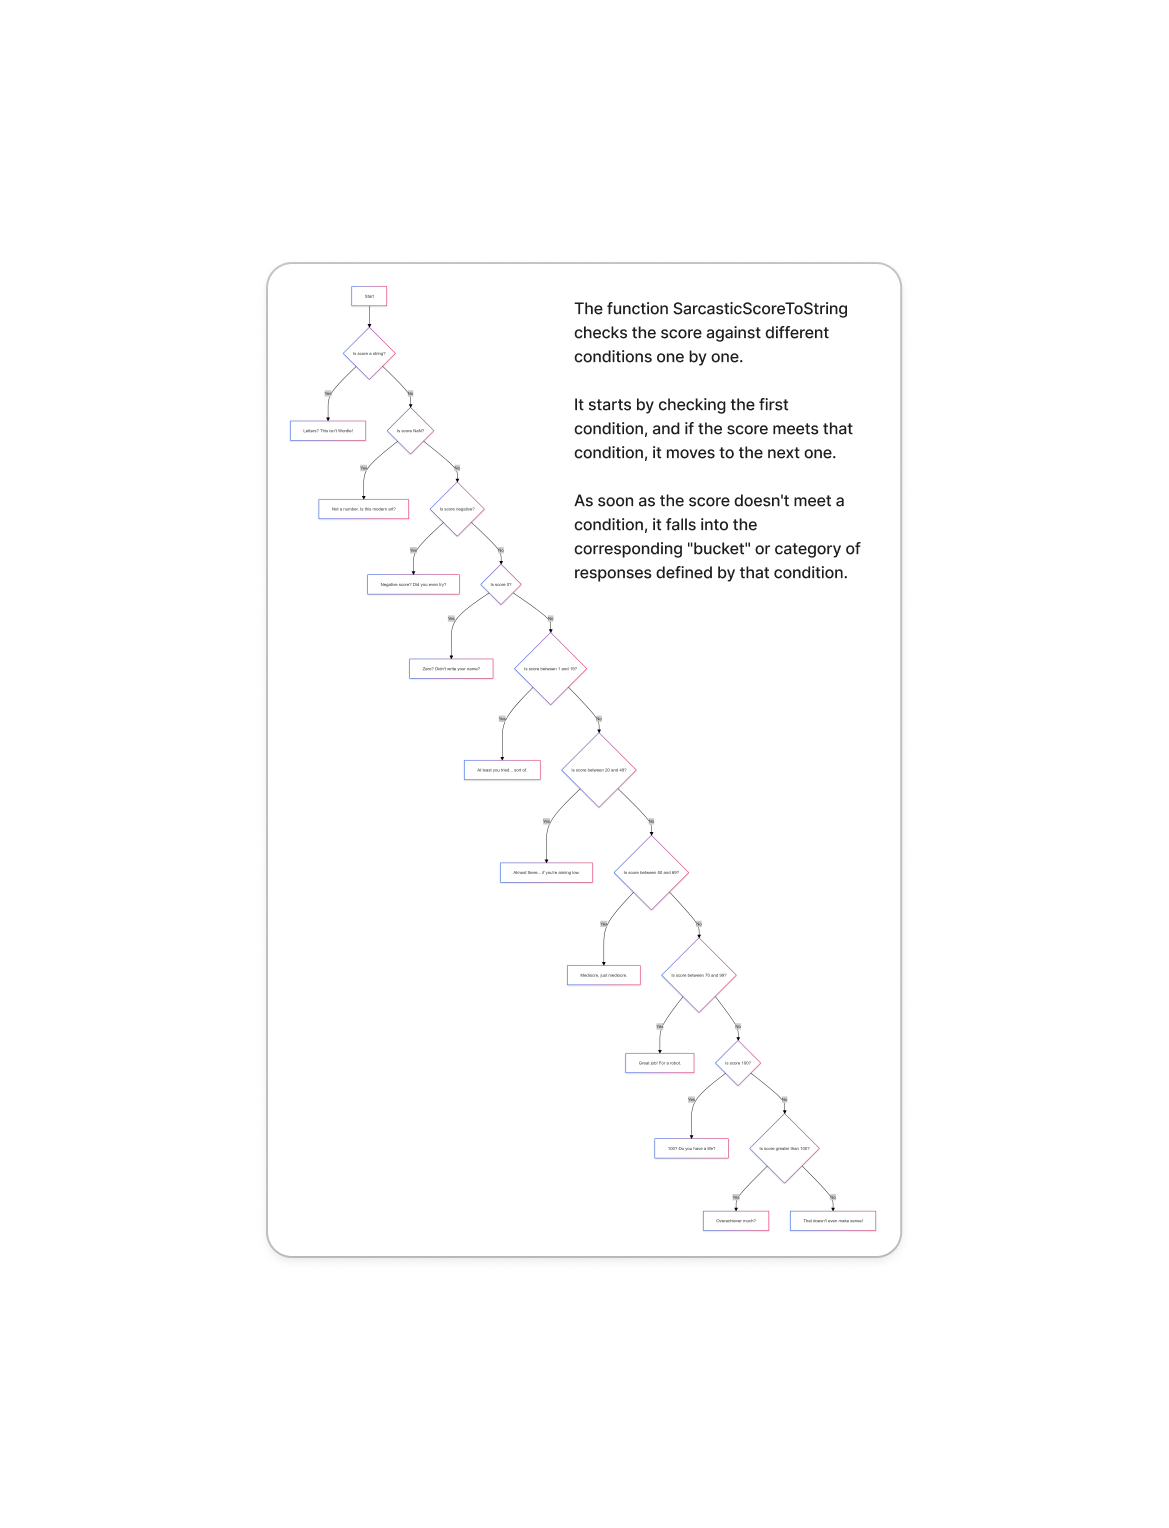 Start
Is score a string?
Yes
No
Letters? This isn't Wordle!
Is score NaN?
Yes
No
Not a number. Is this modern art?
Is score negative?
Yes
No
Negative score? Did you even try?
Is score 0?
Yes
No
Zero? Didn't write your name?
Is score between 1 and 19?
Yes
No
At least you tried... sort of.
Is score between 20 and 49?
Yes
No
Almost there... if you're aiming low.
Is score between 50 and 69?
Yes
No
Mediocre, just mediocre.
Is score between 70 and 99?
Yes
No
Great job! For a robot.
Is score 100?
Yes
No
100? Do you have a life?
Is score greater than 100?
Yes
No
Overachiever much?
That doesn't even make sense!
The function SarcasticScoreToString
checks the score against different
conditions one by one.
It starts by checking the first
condition, and if the score meets that
condition, it moves to the next one.
As soon as the score doesn't meet a
condition, it falls into the
corresponding "bucket" or category of
responses defined by that condition.